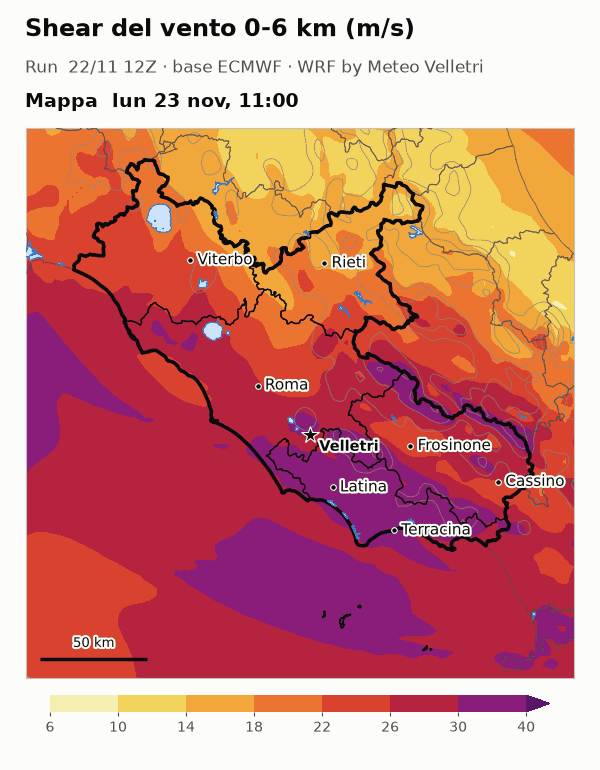 Shear del vento 0-6 km (m/s)
Run  22/11 12Z · base ECMWF · WRF by Meteo Velletri
Mappa  lun 23 nov, 11:00
Viterbo
Rieti
Roma
Velletri
Frosinone
Latina
Cassino
Terracina
50 km
6 10 14 18 22 26 30 40